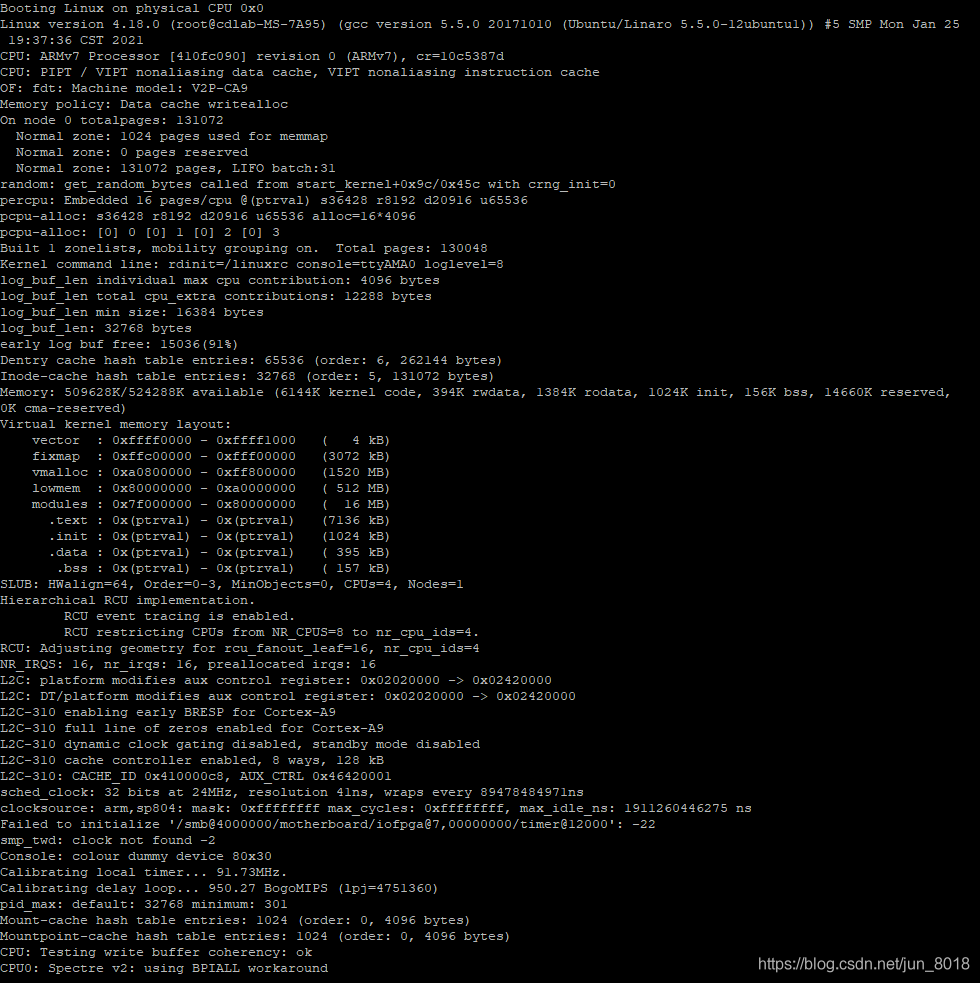 Booting Linux on physical CPU 0x0
Linux version 4.18.0 (root@cdlab-MS-7A95) (gcc version 5.5.0 20171010 (Ubuntu/Linaro 5.5.0-12ubuntu1)) #5 SMP Mon Jan 25
19:37:36 CST 2021
CPU: ARMv7 Processor [410fc090] revision 0 (ARMv7), cr=10c5387d
CPU: PIPT / VIPT nonaliasing data cache, VIPT nonaliasing instruction cache
OF: fdt: Machine model: V2P-CA9
Memory policy: Data cache writealloc
On node 0 totalpages: 131072
  Normal zone: 1024 pages used for memmap
  Normal zone: 0 pages reserved
  Normal zone: 131072 pages, LIFO batch:31
random: get_random_bytes called from start_kernel+0x9c/0x45c with crng_init=0
percpu: Embedded 16 pages/cpu @(ptrval) s36428 r8192 d20916 u65536
pcpu-alloc: s36428 r8192 d20916 u65536 alloc=16*4096
pcpu-alloc: [0] 0 [0] 1 [0] 2 [0] 3
Built 1 zonelists, mobility grouping on.  Total pages: 130048
Kernel command line: rdinit=/linuxrc console=ttyAMA0 loglevel=8
log_buf_len individual max cpu contribution: 4096 bytes
log_buf_len total cpu_extra contributions: 12288 bytes
log_buf_len min size: 16384 bytes
log_buf_len: 32768 bytes
early log buf free: 15036(91%)
Dentry cache hash table entries: 65536 (order: 6, 262144 bytes)
Inode-cache hash table entries: 32768 (order: 5, 131072 bytes)
Memory: 509628K/524288K available (6144K kernel code, 394K rwdata, 1384K rodata, 1024K init, 156K bss, 14660K reserved,
0K cma-reserved)
Virtual kernel memory layout:
    vector  : 0xffff0000 - 0xffff1000   (   4 kB)
    fixmap  : 0xffc00000 - 0xfff00000   (3072 kB)
    vmalloc : 0xa0800000 - 0xff800000   (1520 MB)
    lowmem  : 0x80000000 - 0xa0000000   ( 512 MB)
    modules : 0x7f000000 - 0x80000000   (  16 MB)
      .text : 0x(ptrval) - 0x(ptrval)   (7136 kB)
      .init : 0x(ptrval) - 0x(ptrval)   (1024 kB)
      .data : 0x(ptrval) - 0x(ptrval)   ( 395 kB)
       .bss : 0x(ptrval) - 0x(ptrval)   ( 157 kB)
SLUB: HWalign=64, Order=0-3, MinObjects=0, CPUs=4, Nodes=1
Hierarchical RCU implementation.
        RCU event tracing is enabled.
        RCU restricting CPUs from NR_CPUS=8 to nr_cpu_ids=4.
RCU: Adjusting geometry for rcu_fanout_leaf=16, nr_cpu_ids=4
NR_IRQS: 16, nr_irqs: 16, preallocated irqs: 16
L2C: platform modifies aux control register: 0x02020000 -> 0x02420000
L2C: DT/platform modifies aux control register: 0x02020000 -> 0x02420000
L2C-310 enabling early BRESP for Cortex-A9
L2C-310 full line of zeros enabled for Cortex-A9
L2C-310 dynamic clock gating disabled, standby mode disabled
L2C-310 cache controller enabled, 8 ways, 128 kB
L2C-310: CACHE_ID 0x410000c8, AUX_CTRL 0x46420001
sched_clock: 32 bits at 24MHz, resolution 41ns, wraps every 89478484971ns
clocksource: arm,sp804: mask: 0xffffffff max_cycles: 0xffffffff, max_idle_ns: 1911260446275 ns
Failed to initialize '/smb@4000000/motherboard/iofpga@7,00000000/timer@12000': -22
smp_twd: clock not found -2
Console: colour dummy device 80x30
Calibrating local timer... 91.73MHz.
Calibrating delay loop... 950.27 BogoMIPS (lpj=4751360)
pid_max: default: 32768 minimum: 301
Mount-cache hash table entries: 1024 (order: 0, 4096 bytes)
Mountpoint-cache hash table entries: 1024 (order: 0, 4096 bytes)
CPU: Testing write buffer coherency: ok
CPU0: Spectre v2: using BPIALL workaround
https://blog.csdn.net/jun_8018